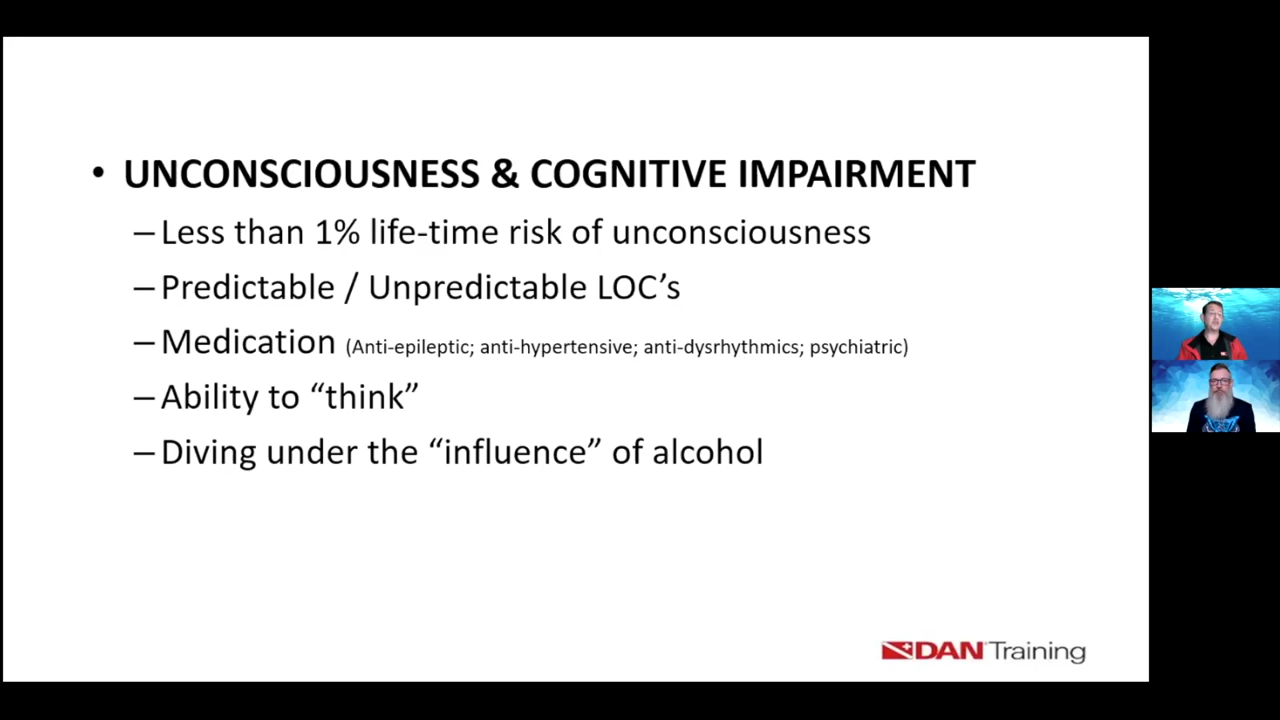 • UNCONSCIOUSNESS & COGNITIVE IMPAIRMENT
– Less than 1% life-time risk of unconsciousness
– Predictable / Unpredictable LOC’s
– Medication (Anti-epileptic; anti-hypertensive; anti-dysrhythmics; psychiatric)
– Ability to “think”
– Diving under the “influence” of alcohol
DAN Training